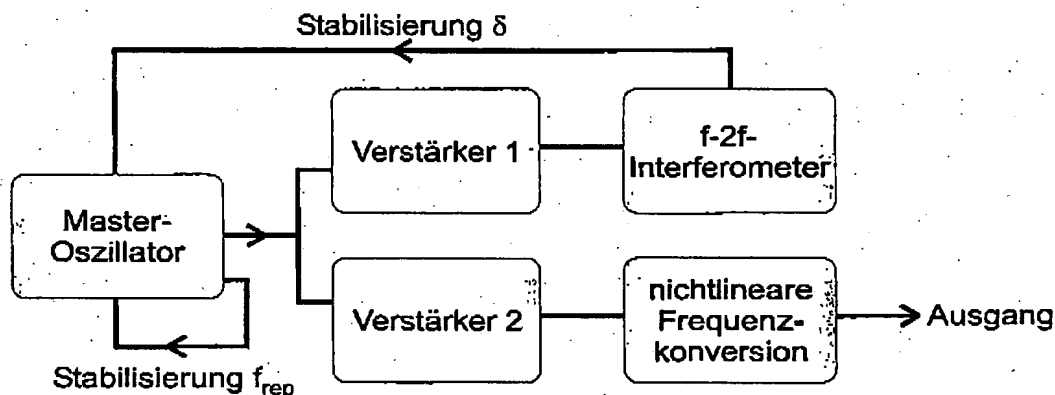 Stabilisierung δ
Verstärker 1
f-2f-
Interferometer
Master-
Oszillator
Verstärker 2
nichtlineare
Frequenz-
konversion
Ausgang
Stabilisierung f_rep